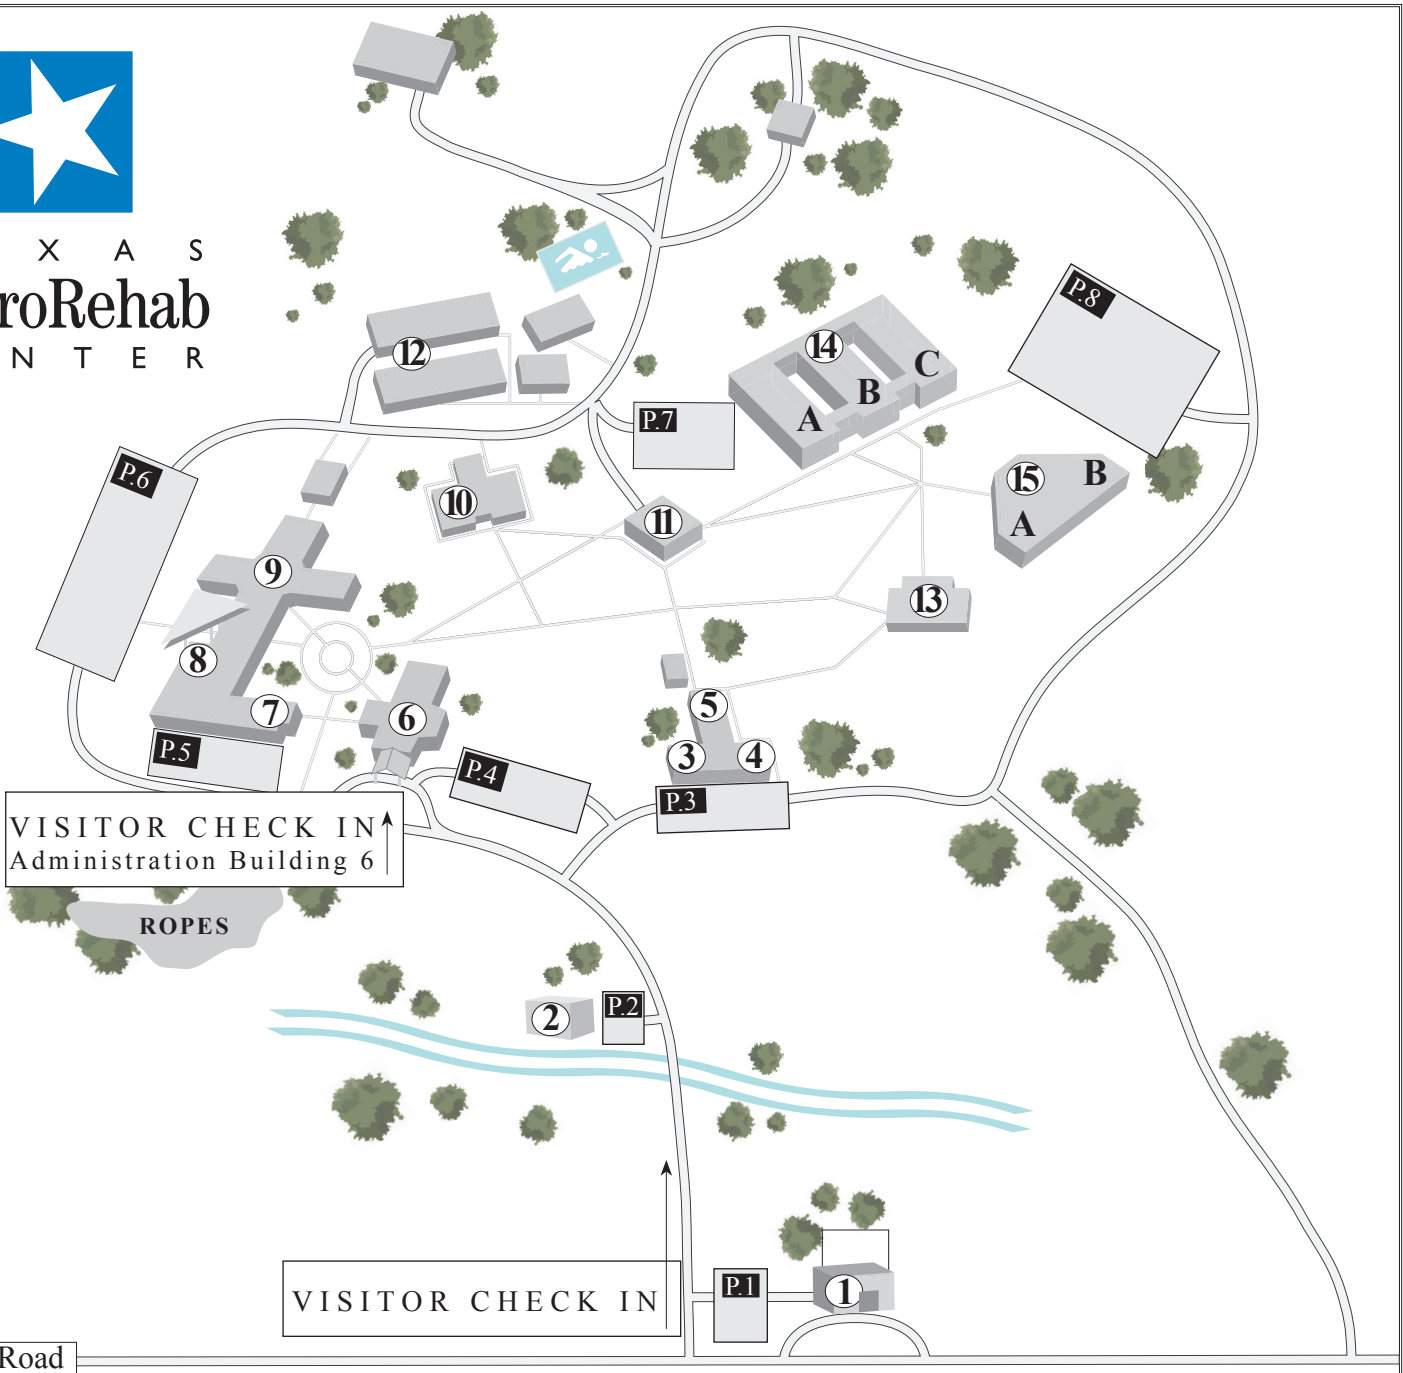 X A S
roRehab
N T E R
P.8
14
C
12
B
P.7
A
P.6
15
B
10
11
A
9
13
8
5
7
6
3
4
P.5
P.4
P.3
VISITOR CHECK IN
Administration Building 6
ROPES
P.2
2
P.1
1
VISITOR CHECK IN
Road